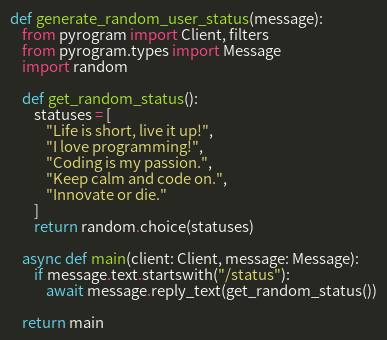 def generate_random_user_status(message):
    from pyrogram import Client, filters
    from pyrogram.types import Message
    import random

    def get_random_status():
        statuses = [
            "Life is short, live it up!",
            "I love programming!",
            "Coding is my passion.",
            "Keep calm and code on.",
            "Innovate or die."
        ]
        return random.choice(statuses)

    async def main(client: Client, message: Message):
        if message.text.startswith("/status"):
            await message.reply_text(get_random_status())

    return main